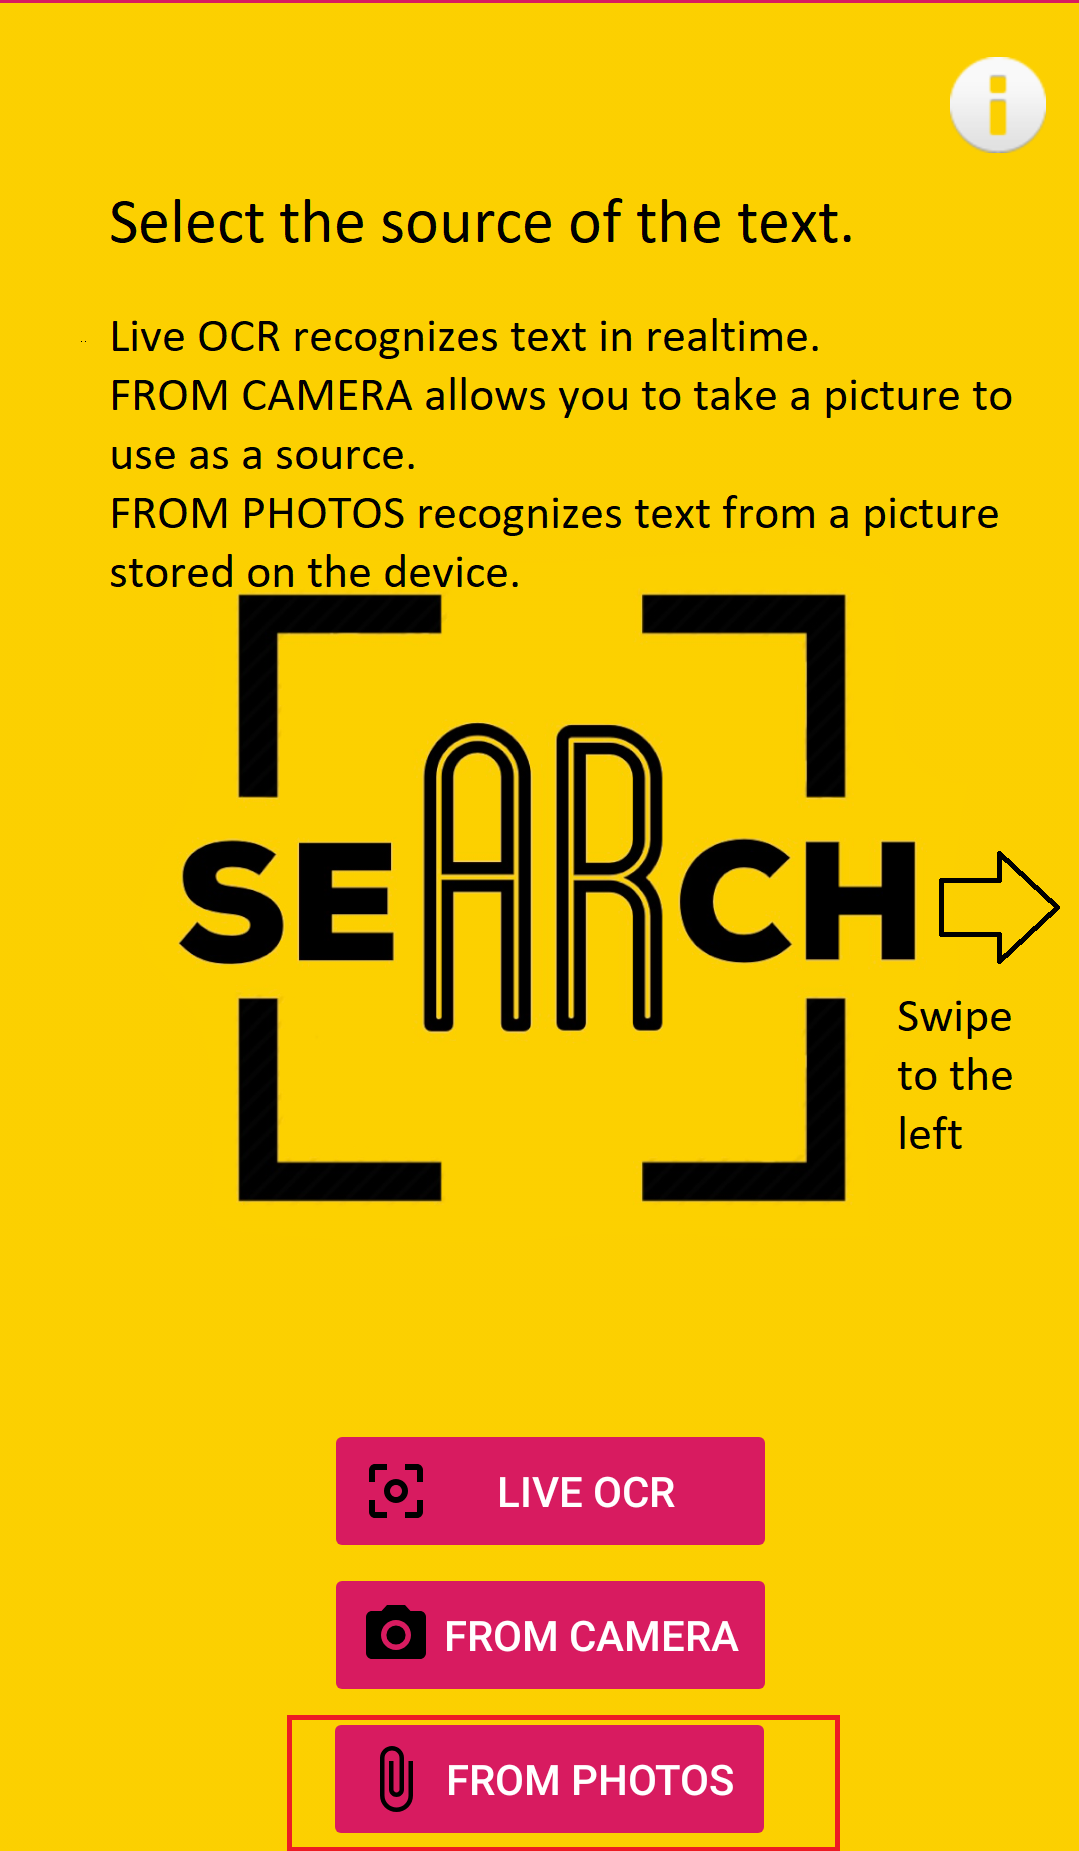 Select the source of the text.
Live OCR recognizes text in realtime.
FROM CAMERA allows you to take a picture to
use as a source.
FROM PHOTOS recognizes text from a picture
stored on the device.
SEARCH
Swipe
to the
left
LIVE OCR
FROM CAMERA
FROM PHOTOS